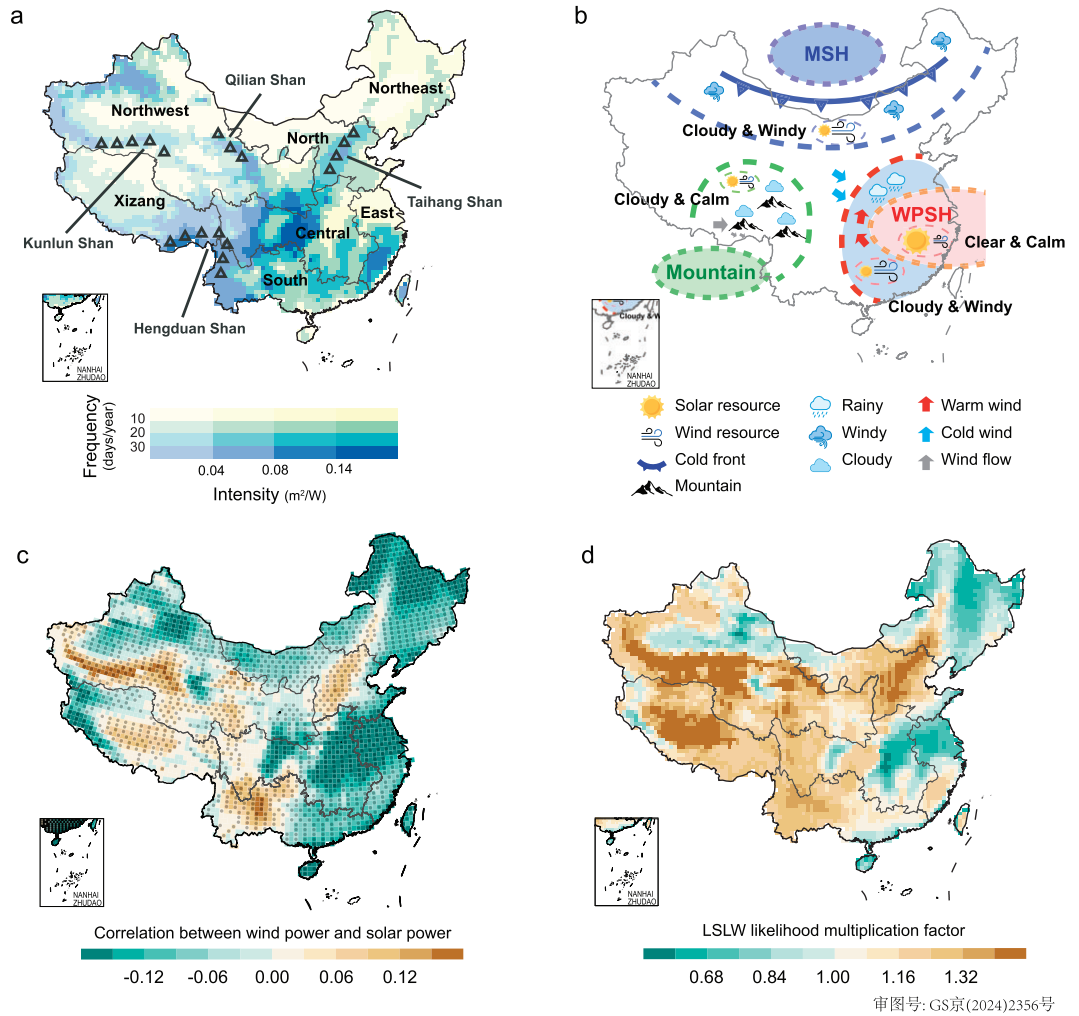 a
Qilian Shan
Northeast
Northwest
North
Xizang
Taihang Shan
East
Kunlun Shan
Central
South
Hengduan Shan
NANHAI
ZHUDAO
Frequency
(days/year)
10
20
30
0.04
0.08
0.14
Intensity (m²/W)
b
MSH
Cloudy & Windy
Cloudy & Calm
WPSH
Clear & Calm
Mountain
Cloudy & Windy
Cloudy & W
NANHAI
ZHUDAO
Solar resource
Rainy
Warm wind
Wind resource
Windy
Cold wind
Cold front
Cloudy
Wind flow
Mountain
c
NANHAI
ZHUDAO
Correlation between wind power and solar power
-0.12
-0.06
0.00
0.06
0.12
d
NANHAI
ZHUDAO
LSLW likelihood multiplication factor
0.68
0.84
1.00
1.16
1.32
审图号: GS京(2024)2356号